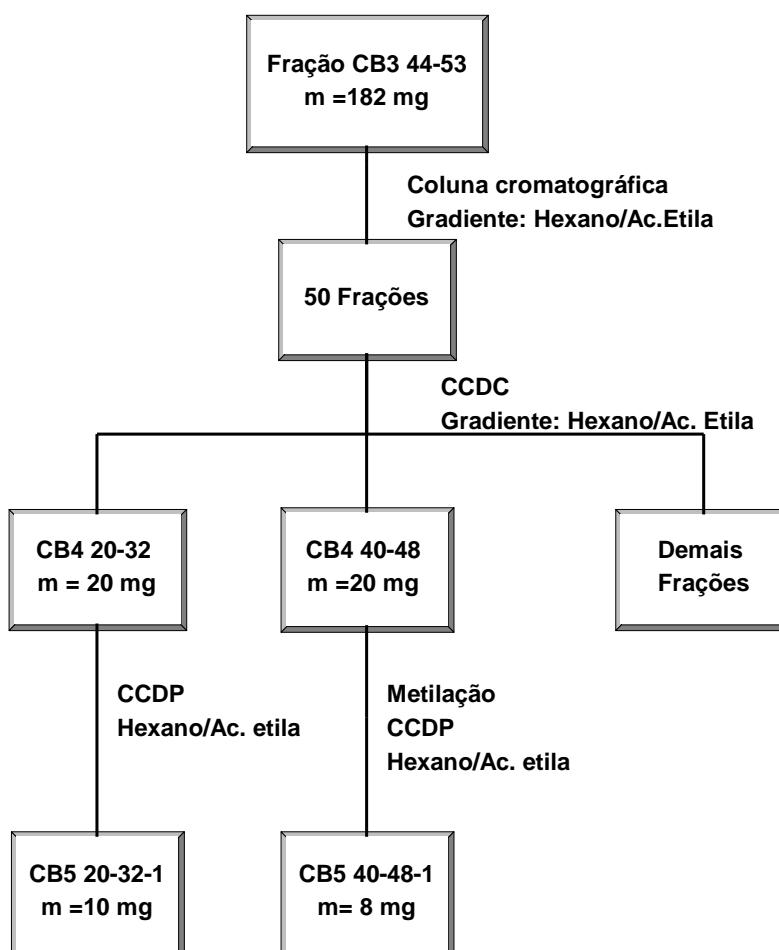 Fração CB3 44-53
m =182 mg
Coluna cromatográfica
Gradiente: Hexano/Ac.Etila
50 Frações
CCDC
Gradiente: Hexano/Ac. Etila
CB4 20-32
m = 20 mg
CB4 40-48
m =20 mg
Demais
Frações
CCDP
Hexano/Ac. etila
Metilação
CCDP
Hexano/Ac. etila
CB5 20-32-1
m =10 mg
CB5 40-48-1
m= 8 mg